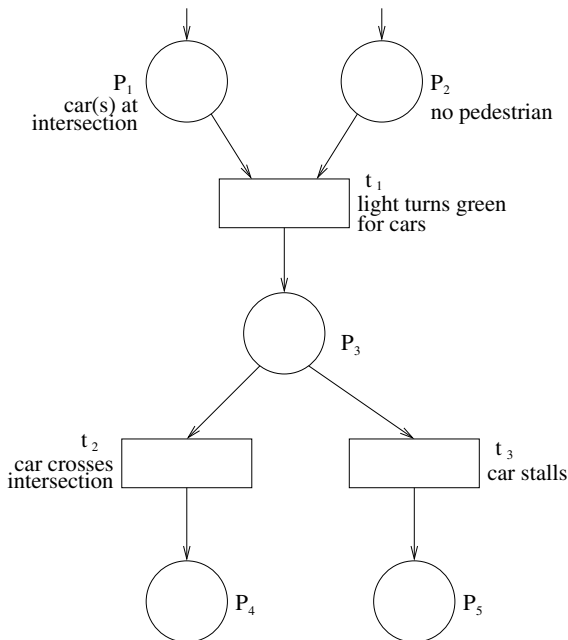 P₁
car(s) at
intersection
P₂
no pedestrian
t₁
light turns green
for cars
P₃
t₂
car crosses
intersection
t₃
car stalls
P₄
P₅